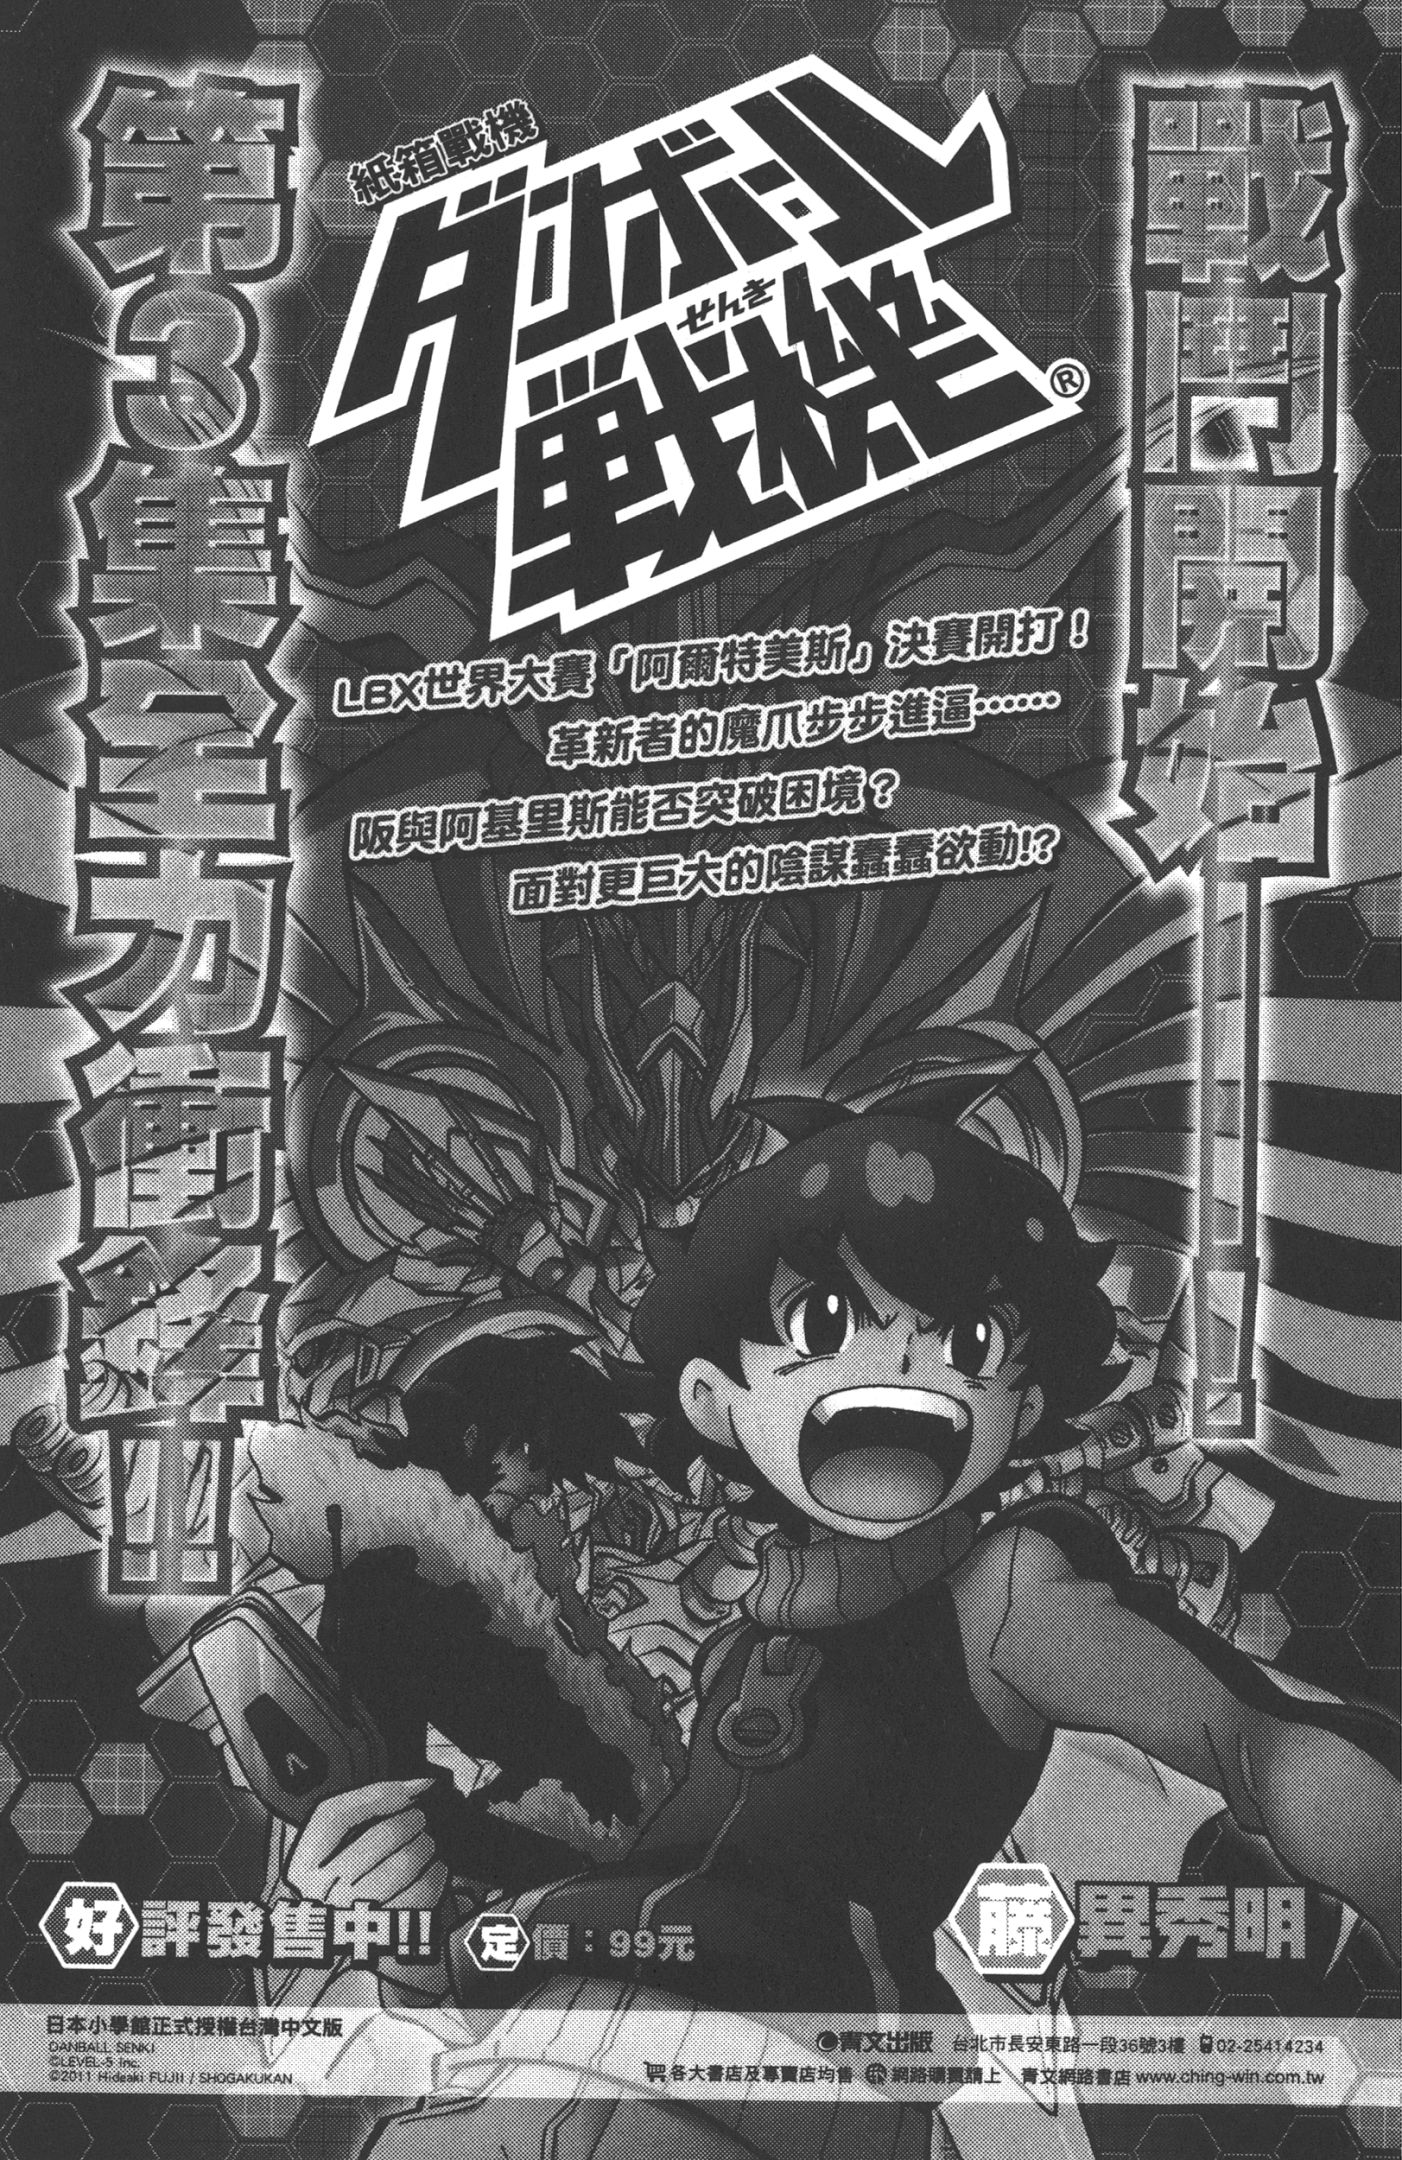 戰鬥開始——!
紙箱戰機
ダンボール
せんき
戦機®
第3集全力衝鋒!!
LBX世界大賽「阿爾特美斯」決賽開打！
革新者的魔爪步步進逼……
阪與阿基里斯能否突破困境？
面對更巨大的陰謀蠢蠢欲動!?
好評發售中!!
定價：99元
藤異秀明
日本小學館正式授權台灣中文版
DANBALL SENKI
©LEVEL-5 Inc.
©2011 Hideaki FUJII / SHOGAKUKAN
青文出版 台北市長安東路一段36號3樓 02-25414234
各大書店及專賣店均售 網路購買請上 青文網路書店 www.ching-win.com.tw